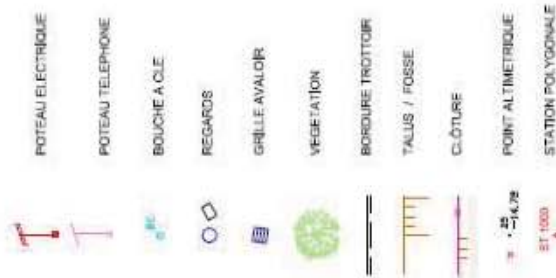 POTEAU ELECTRIQUE
POTEAU TELEPHONE
BOUCHE A CLE
REGARDS
GRILLE AVALOIR
VEGETATION
BORDURE TROTTOIR
TALUS / FOSSE
CLÔTURE
POINT ALTIMETRIQUE
STATION POLYGONALE
ST 1000